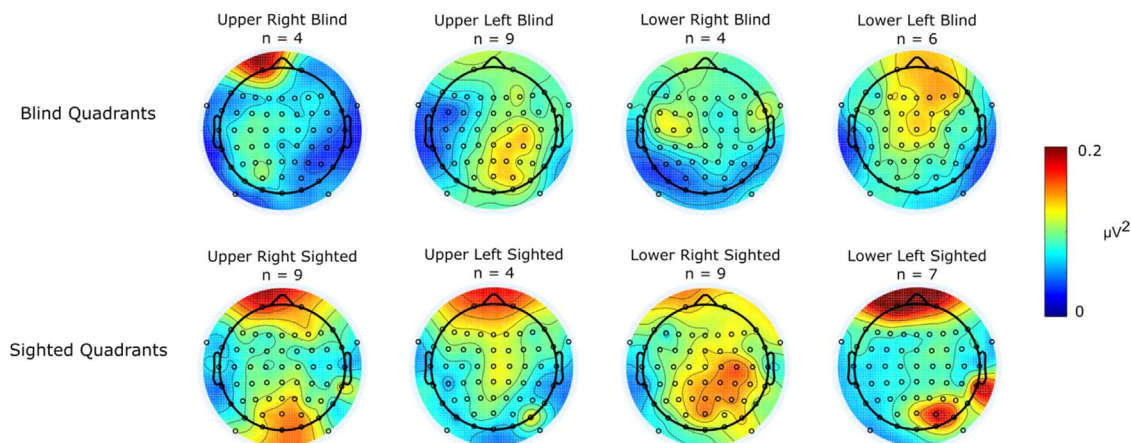 Upper Right Blind
n = 4
Upper Left Blind
n = 9
Lower Right Blind
n = 4
Lower Left Blind
n = 6
Blind Quadrants
0.2
µV²
0
Upper Right Sighted
n = 9
Upper Left Sighted
n = 4
Lower Right Sighted
n = 9
Lower Left Sighted
n = 7
Sighted Quadrants